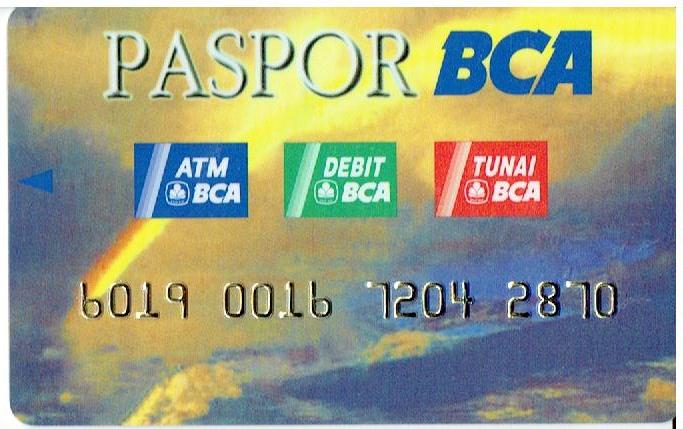 PASPOR BCA
ATM BCA
DEBIT BCA
TUNAI BCA
6019 0016 7204 2870